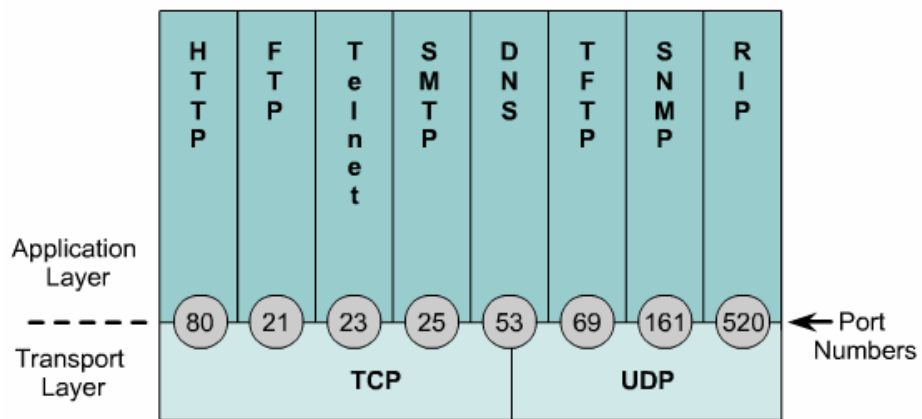 HTTP
FTP
Telnet
SMTP
DNS
TFTP
SNMP
RIP
Application
Layer
80 21 23 25 53 69 161 520
Port
Numbers
Transport
Layer
TCP UDP